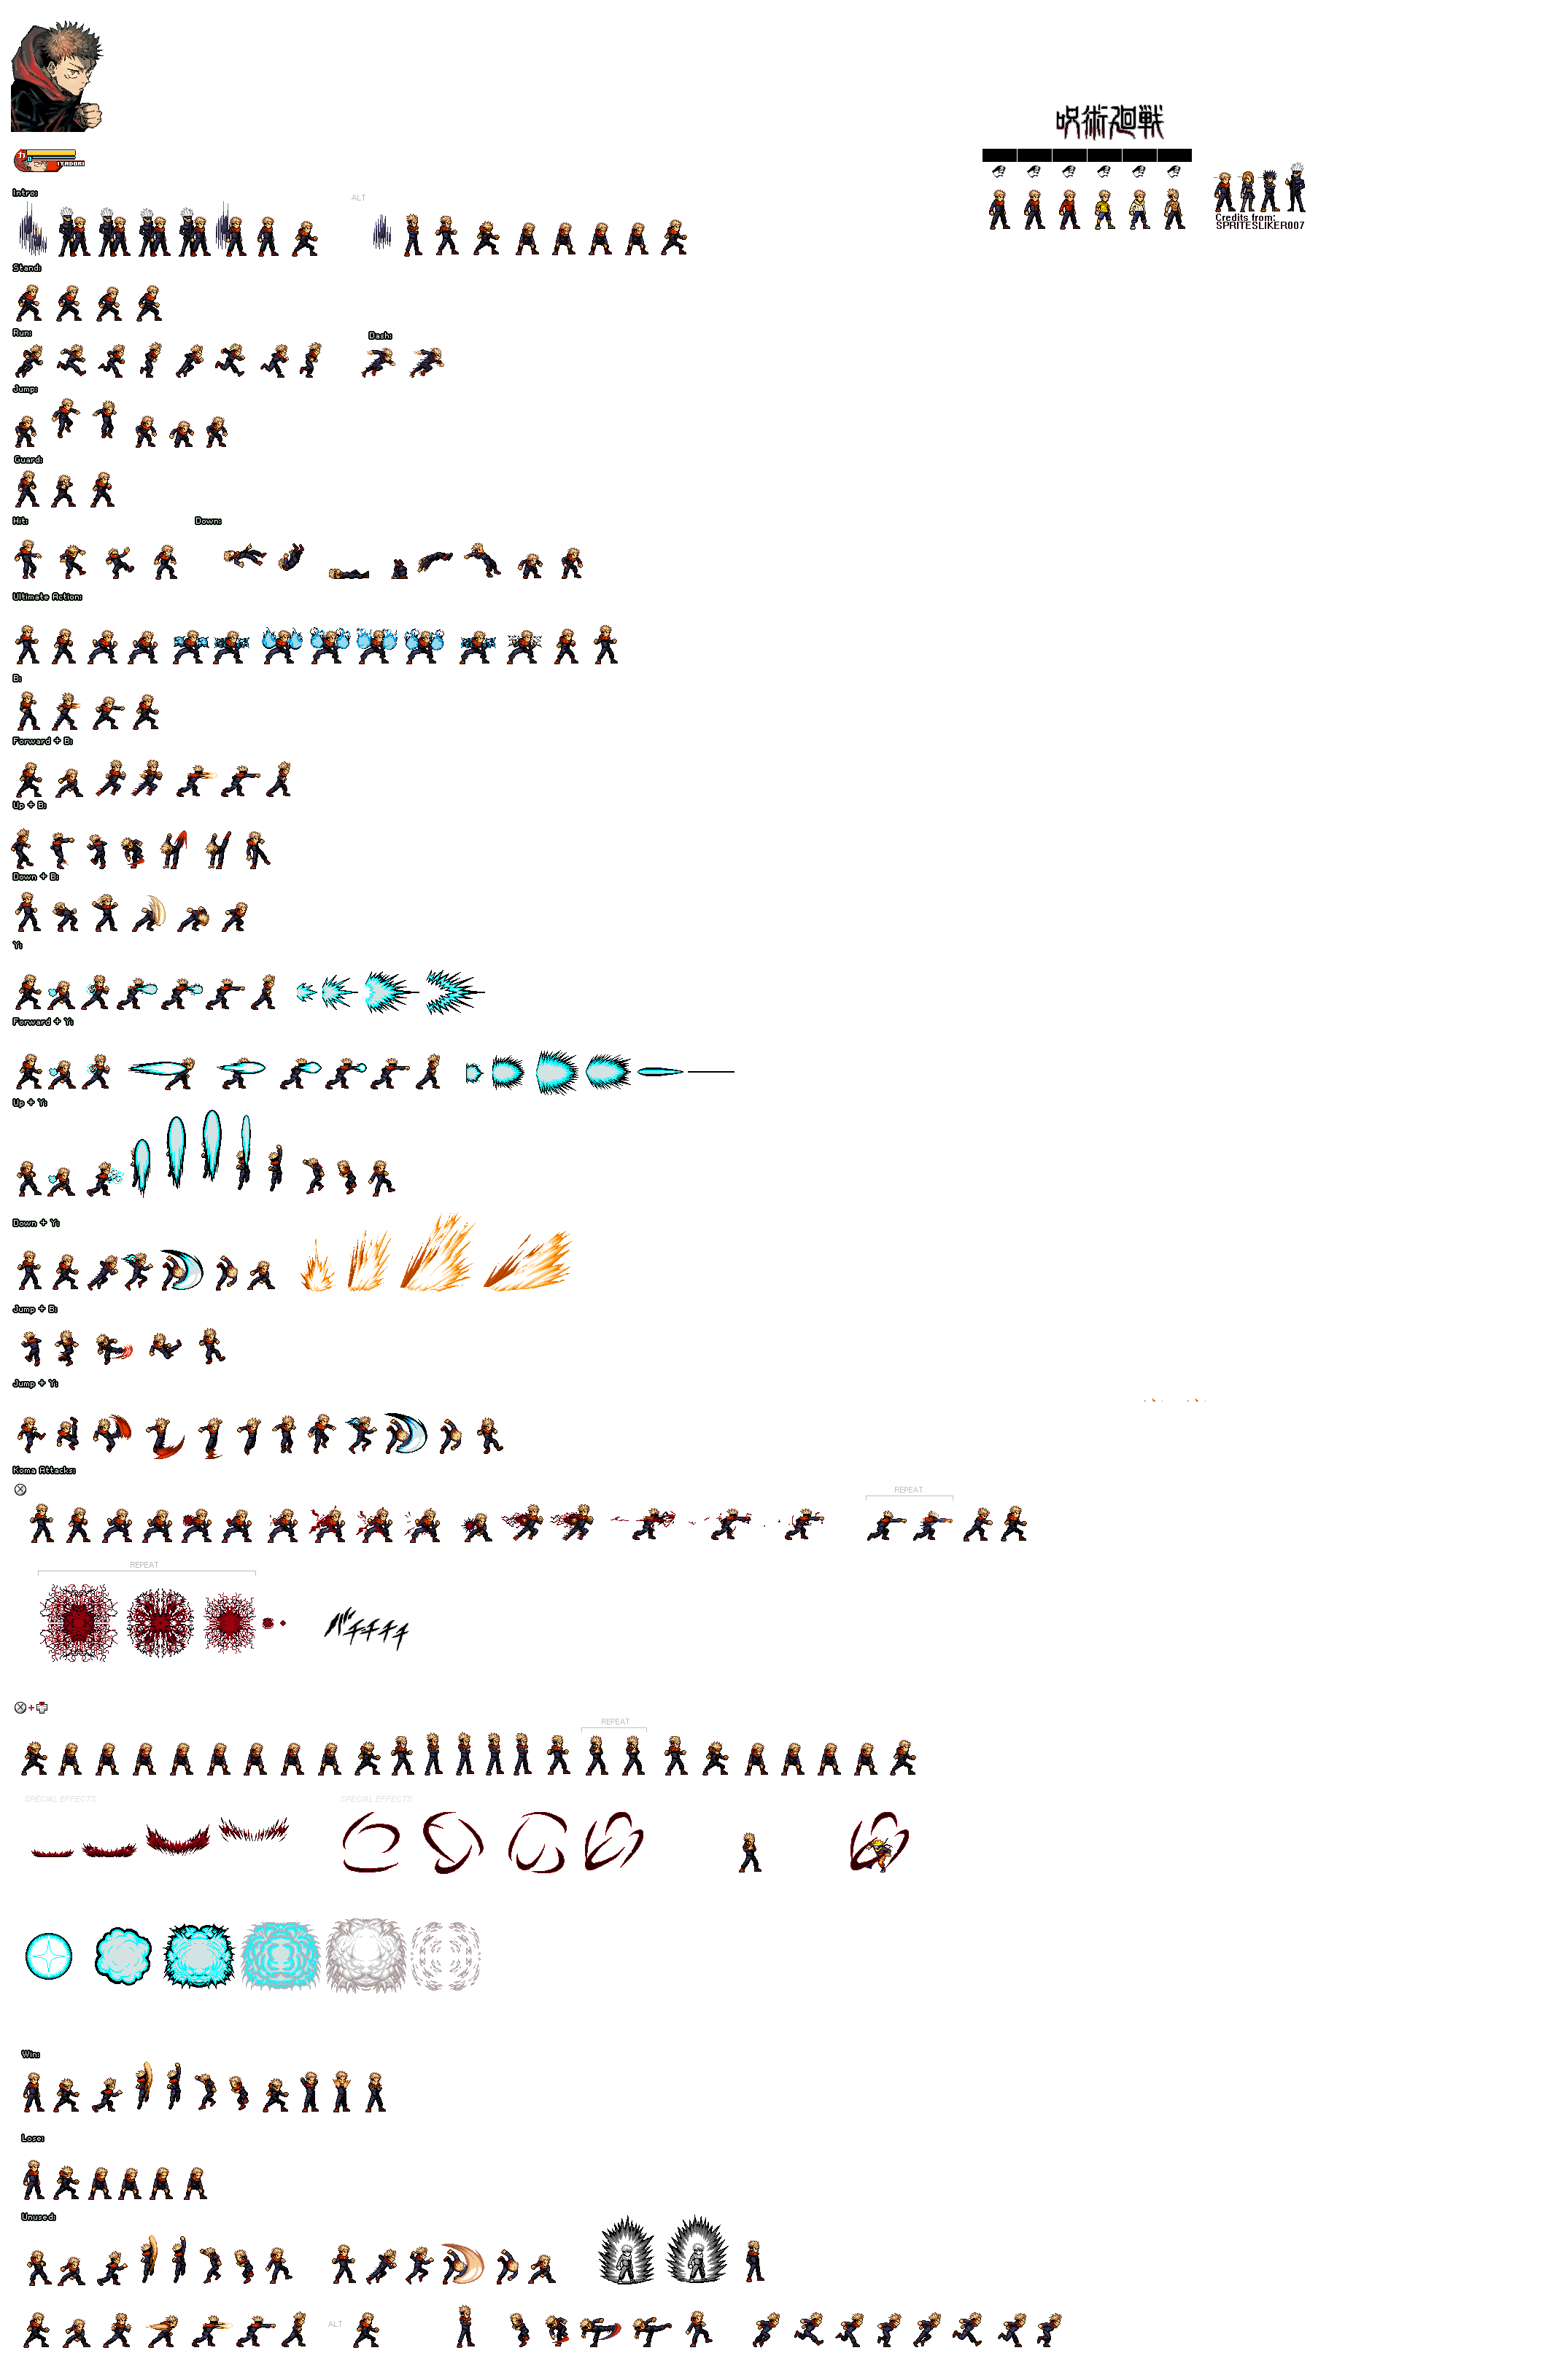 呪術廻戦
力
ITADORI
Intro:
ALT
Credits from:
SPRITESLIKER007
Stand:
Run:
Dash:
Jump:
Guard:
Hit:
Down:
Ultimate Action:
B:
Forward + B:
Up + B:
Down + B:
Y:
Forward + Y:
Up + Y:
Down + Y:
Jump + B:
Jump + Y:
Koma Attacks:
X
REPEAT
REPEAT
バチチチチ
X+
REPEAT
SPECIAL EFFECTS
SPECIAL EFFECTS
Win:
Lose:
Unused:
ALT